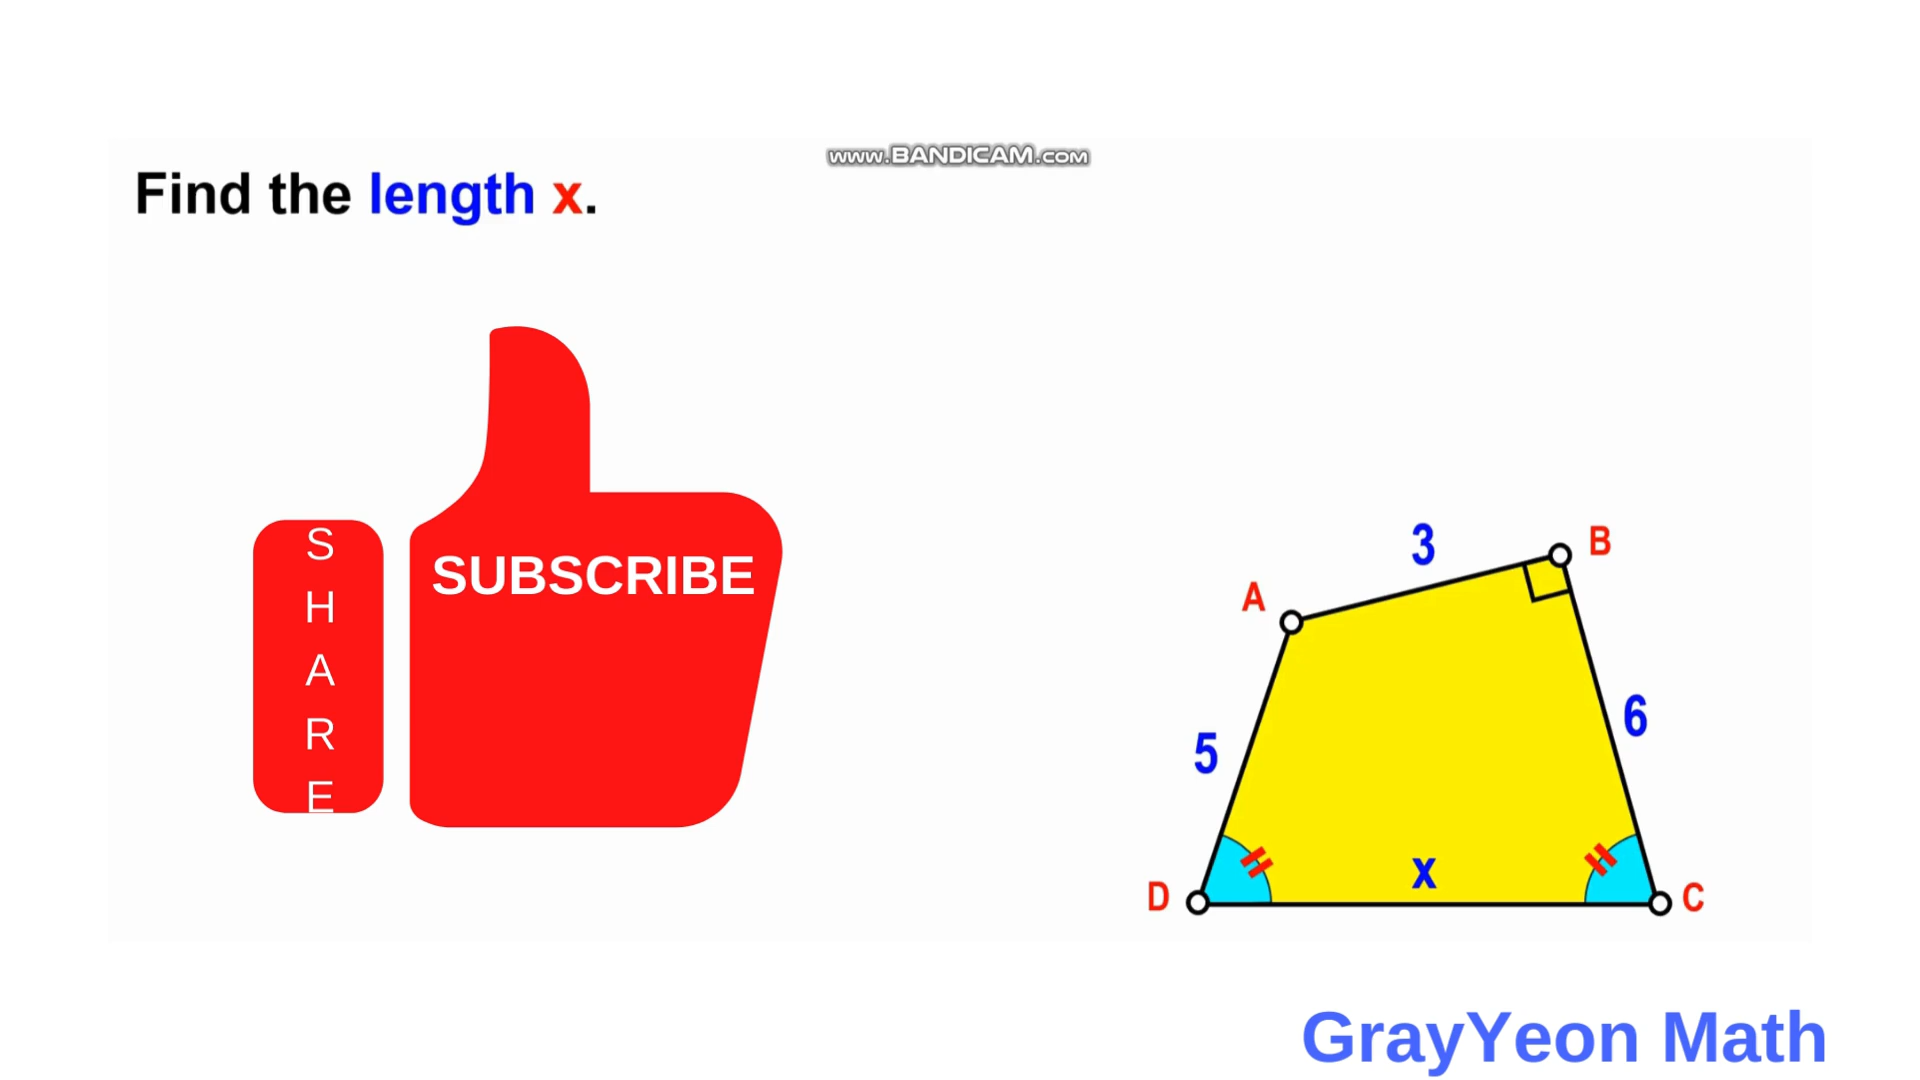 www.BANDICAM.com
Find the length x.
S
H
A
R
E
SUBSCRIBE
3
B
A
5
6
x
D
C
GrayYeon Math